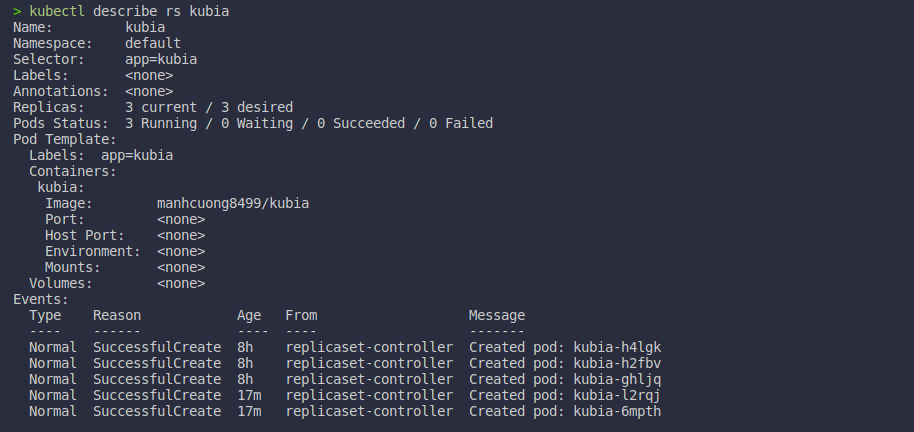 > kubectl describe rs kubia
Name:         kubia
Namespace:    default
Selector:     app=kubia
Labels:       <none>
Annotations:  <none>
Replicas:     3 current / 3 desired
Pods Status:  3 Running / 0 Waiting / 0 Succeeded / 0 Failed
Pod Template:
  Labels:  app=kubia
  Containers:
   kubia:
    Image:        manhcuong8499/kubia
    Port:         <none>
    Host Port:    <none>
    Environment:  <none>
    Mounts:       <none>
  Volumes:        <none>
Events:
  Type    Reason            Age   From                   Message
  ----    ------            ----  ----                   -------
  Normal  SuccessfulCreate  8h    replicaset-controller  Created pod: kubia-h4lgk
  Normal  SuccessfulCreate  8h    replicaset-controller  Created pod: kubia-h2fbv
  Normal  SuccessfulCreate  8h    replicaset-controller  Created pod: kubia-ghljq
  Normal  SuccessfulCreate  17m   replicaset-controller  Created pod: kubia-l2rqj
  Normal  SuccessfulCreate  17m   replicaset-controller  Created pod: kubia-6mpth